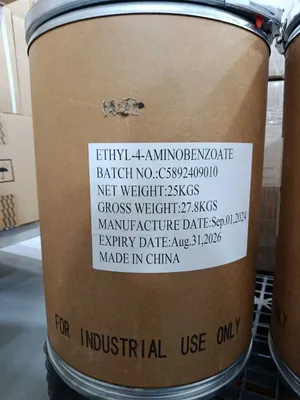 ETHYL-4-AMINOBENZOATE
BATCH NO.:C5892409010
NET WEIGHT:25KGS
GROSS WEIGHT:27.8KGS
MANUFACTURE DATE:Sep.01,2024
EXPIRY DATE:Aug.31,2026
MADE IN CHINA
FOR INDUSTRIAL USE ONLY